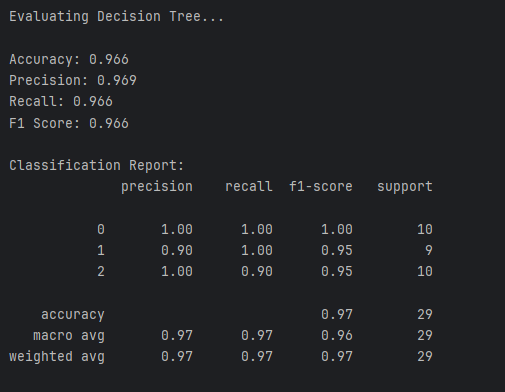 Evaluating Decision Tree...
Accuracy: 0.966
Precision: 0.969
Recall: 0.966
F1 Score: 0.966
Classification Report:
precision recall f1-score support
0 1.00 1.00 1.00 10
1 0.90 1.00 0.95 9
2 1.00 0.90 0.95 10
accuracy 0.97 29
macro avg 0.97 0.97 0.96 29
weighted avg 0.97 0.97 0.97 29